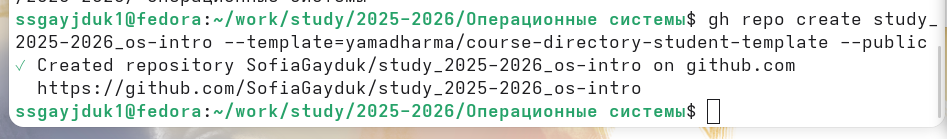 ssgayjduk1@fedora:~/work/study/2025-2026/Операционные системы$ gh repo create study_
2025-2026_os-intro --template=yamadharma/course-directory-student-template --public
✓ Created repository SofiaGayduk/study_2025-2026_os-intro on github.com
https://github.com/SofiaGayduk/study_2025-2026_os-intro
ssgayjduk1@fedora:~/work/study/2025-2026/Операционные системы$